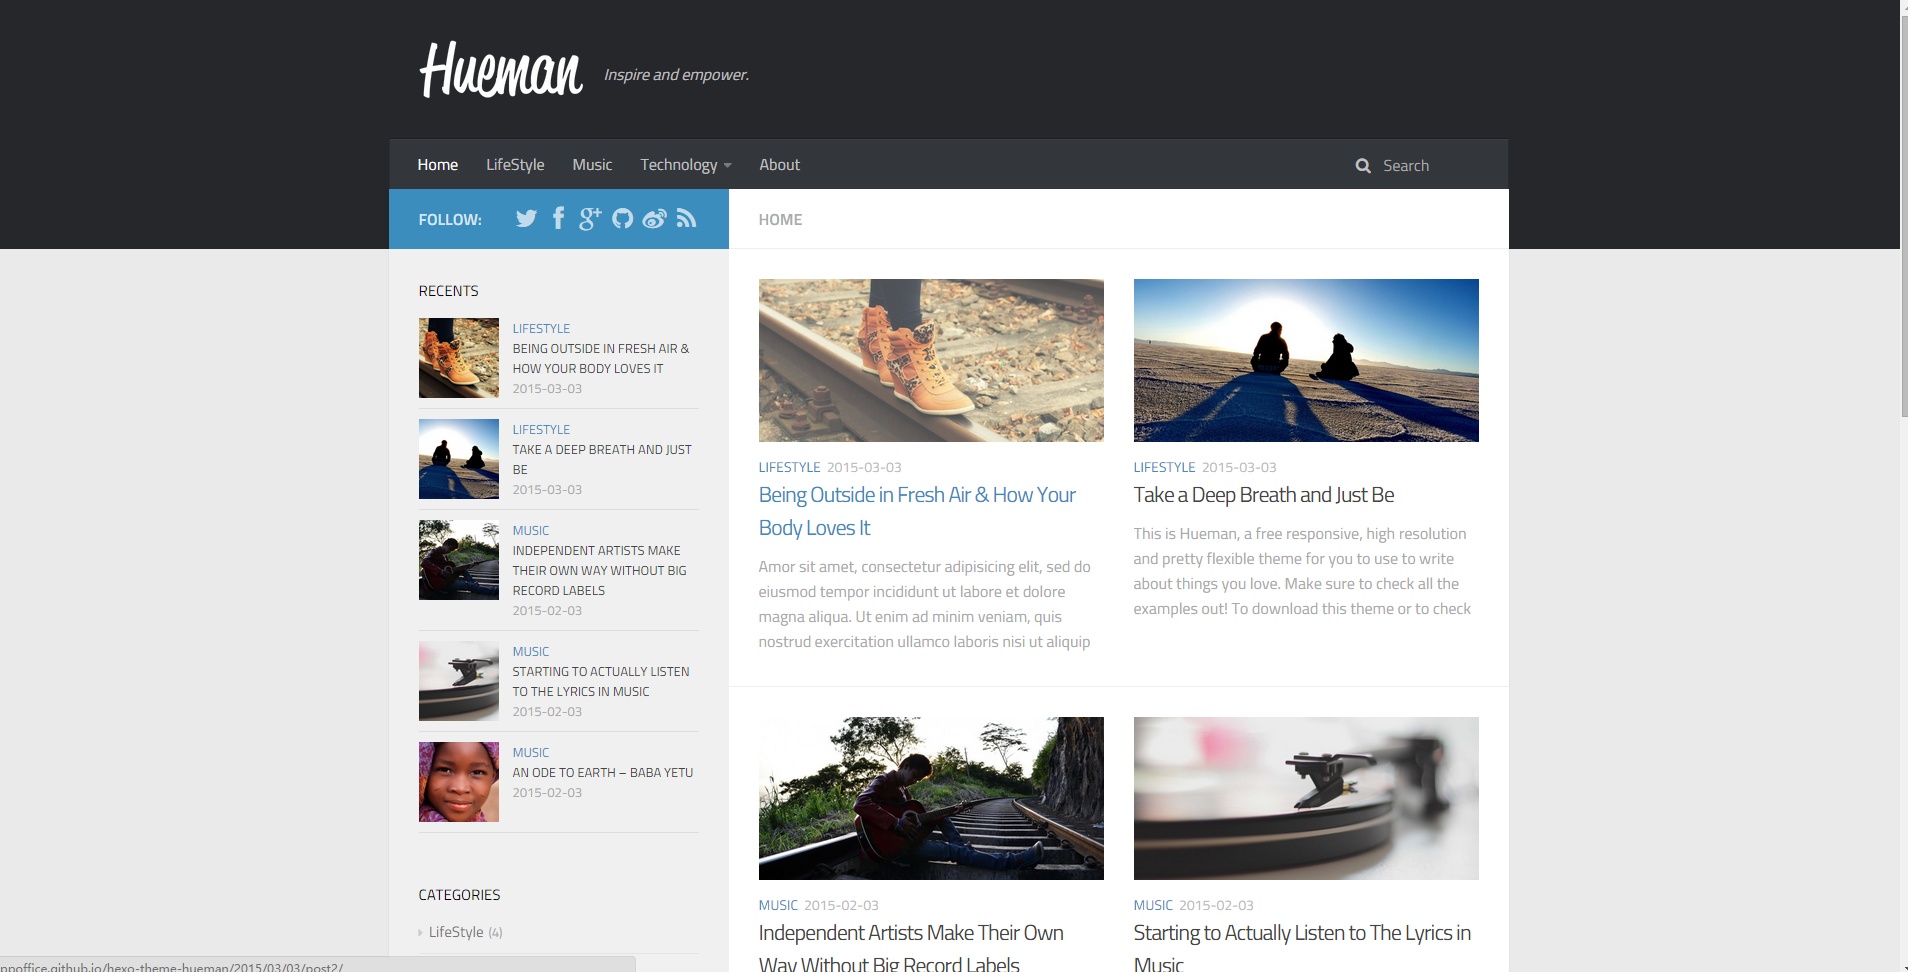 Hueman
Inspire and empower.
Home LifeStyle Music Technology About
Search
FOLLOW:
HOME
RECENTS
LIFESTYLE
BEING OUTSIDE IN FRESH AIR &
HOW YOUR BODY LOVES IT
2015-03-03
LIFESTYLE
TAKE A DEEP BREATH AND JUST
BE
2015-03-03
MUSIC
INDEPENDENT ARTISTS MAKE
THEIR OWN WAY WITHOUT BIG
RECORD LABELS
2015-02-03
MUSIC
STARTING TO ACTUALLY LISTEN
TO THE LYRICS IN MUSIC
2015-02-03
MUSIC
AN ODE TO EARTH – BABA YETU
2015-02-03
CATEGORIES
LifeStyle (4)
LIFESTYLE 2015-03-03
Being Outside in Fresh Air & How Your
Body Loves It
Amor sit amet, consectetur adipisicing elit, sed do
eiusmod tempor incididunt ut labore et dolore
magna aliqua. Ut enim ad minim veniam, quis
nostrud exercitation ullamco laboris nisi ut aliquip
LIFESTYLE 2015-03-03
Take a Deep Breath and Just Be
This is Hueman, a free responsive, high resolution
and pretty flexible theme for you to use to write
about things you love. Make sure to check all the
examples out! To download this theme or to check
MUSIC 2015-02-03
Independent Artists Make Their Own
Way Without Big Record Labels
MUSIC 2015-02-03
Starting to Actually Listen to The Lyrics in
Music
ppoffice.github.io/hexo-theme-hueman/2015/03/03/post2/